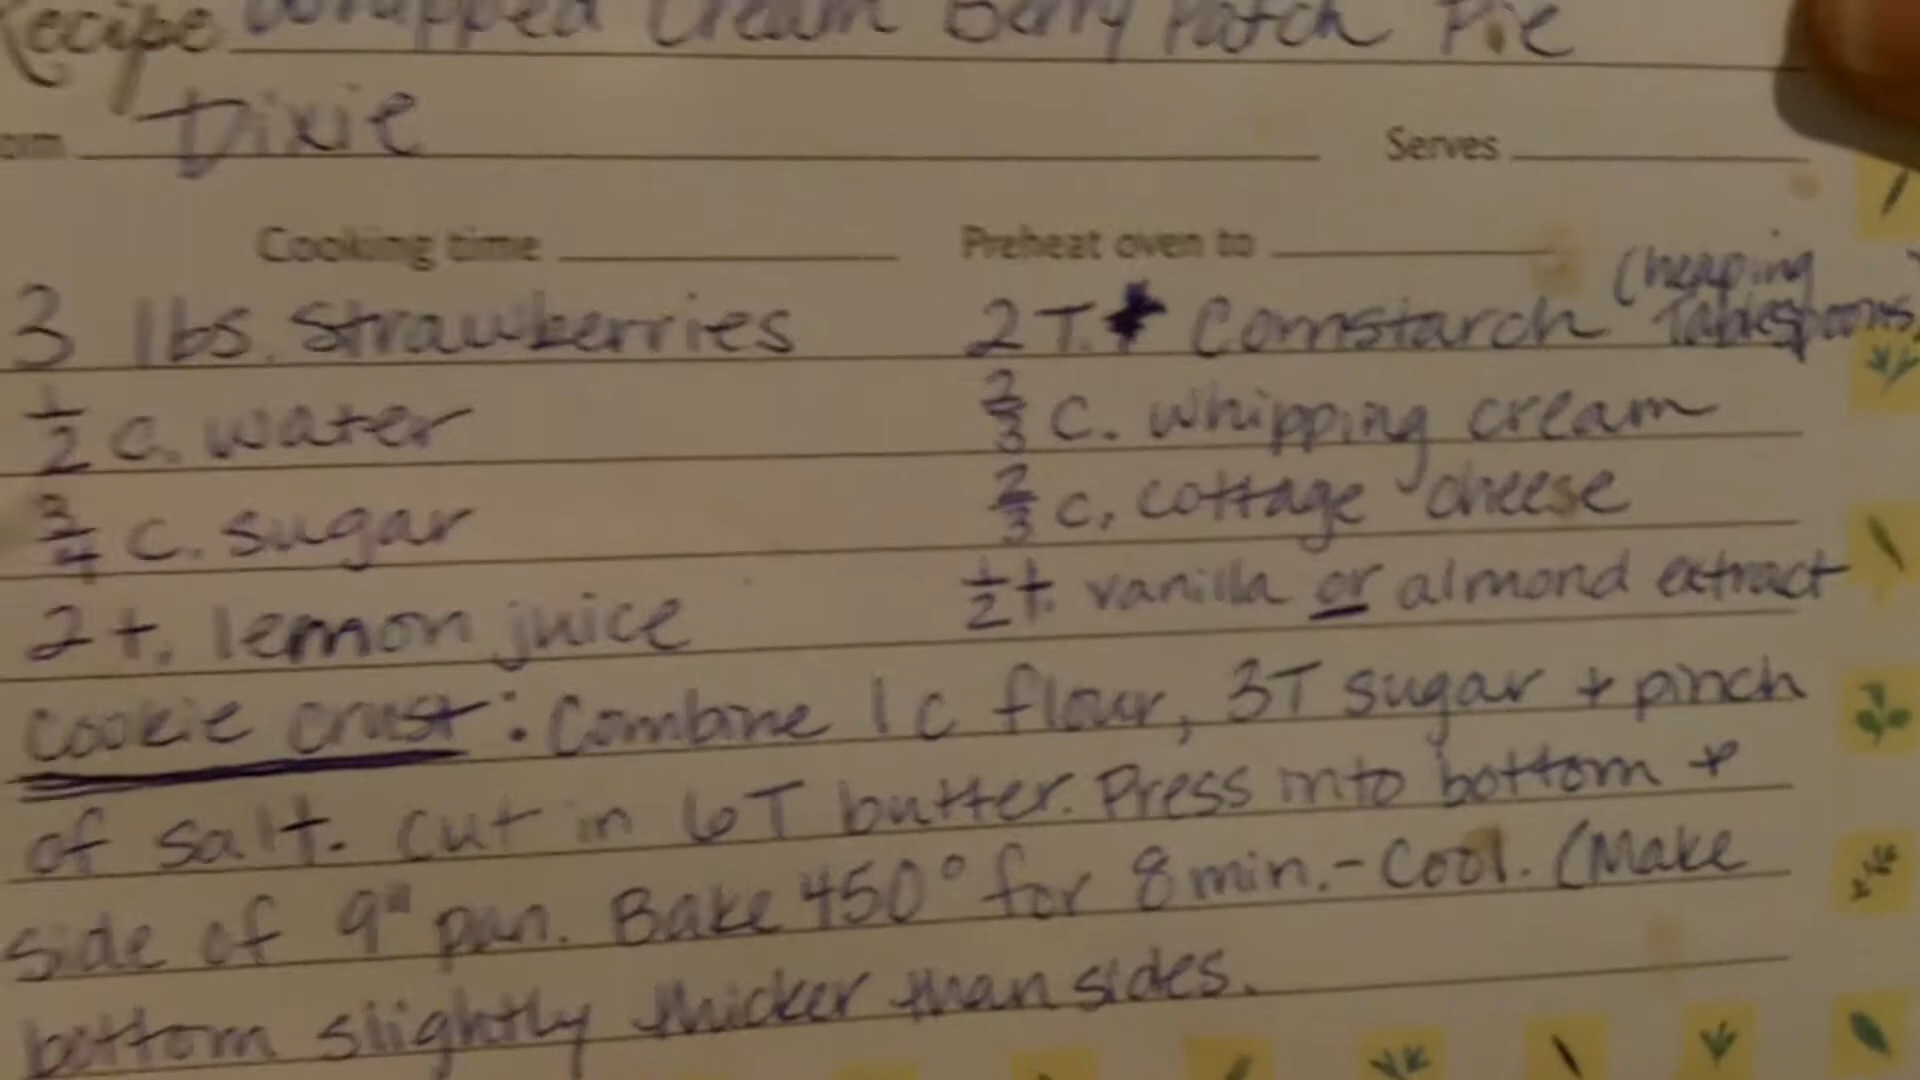 Recipe Whipped Cream Berry Patch Pie
om Dixie Serves
Cooking time Preheat oven to
3 lbs. Strawberries 2 T. Cornstarch (heaping Tablespoons)
1/2 c. water 2/3 c. whipping cream
3/4 c. sugar 2/3 c. cottage cheese
2 t. lemon juice 1/2 t. vanilla or almond extract
Cookie crust: Combine 1 c flour, 3T sugar + pinch
of salt. Cut in 6T butter. Press into bottom +
side of 9" pan. Bake 450° for 8 min.- Cool. (Make
bottom slightly thicker than sides.